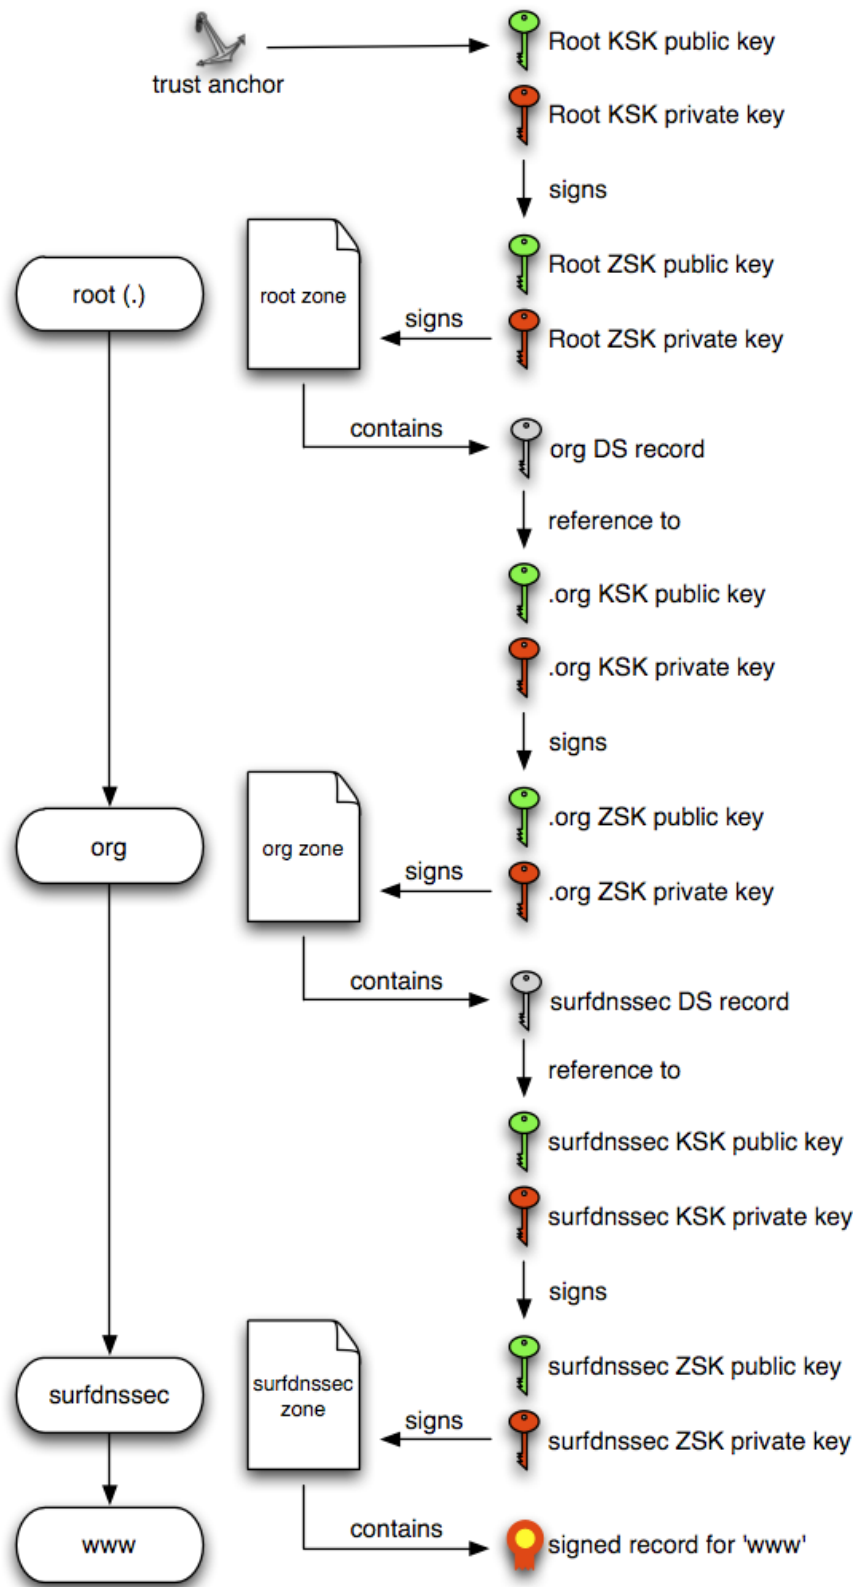 trust anchor
Root KSK public key
Root KSK private key
signs
root (.)
root zone
Root ZSK public key
signs
Root ZSK private key
contains
org DS record
reference to
.org KSK public key
.org KSK private key
signs
org
org zone
.org ZSK public key
signs
.org ZSK private key
contains
surfdnssec DS record
reference to
surfdnssec KSK public key
surfdnssec KSK private key
signs
surfdnssec
surfdnssec
zone
surfdnssec ZSK public key
signs
surfdnssec ZSK private key
www
contains
signed record for 'www'